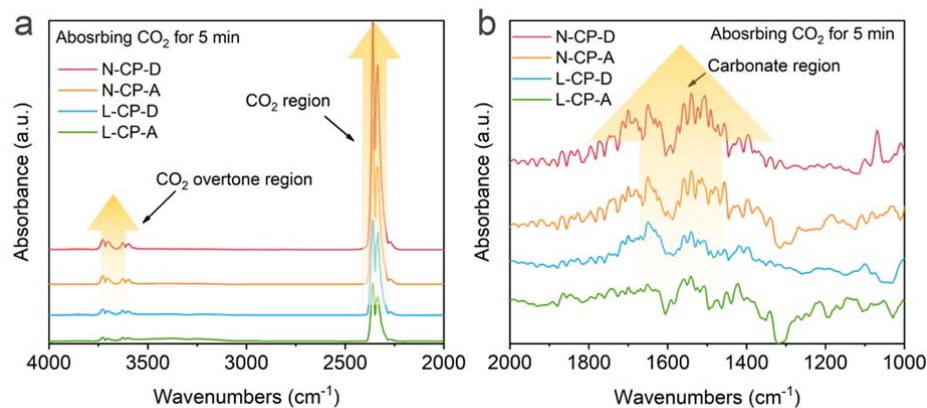 a
Abosrbing CO₂ for 5 min
N-CP-D
N-CP-A
L-CP-D
L-CP-A
CO₂ region
CO₂ overtone region
Absorbance (a.u.)
4000 3500 3000 2500 2000
Wavenumbers (cm⁻¹)
b
Abosrbing CO₂ for 5 min
N-CP-D
N-CP-A
L-CP-D
L-CP-A
Carbonate region
Absorbance (a.u.)
2000 1800 1600 1400 1200 1000
Wavenumbers (cm⁻¹)